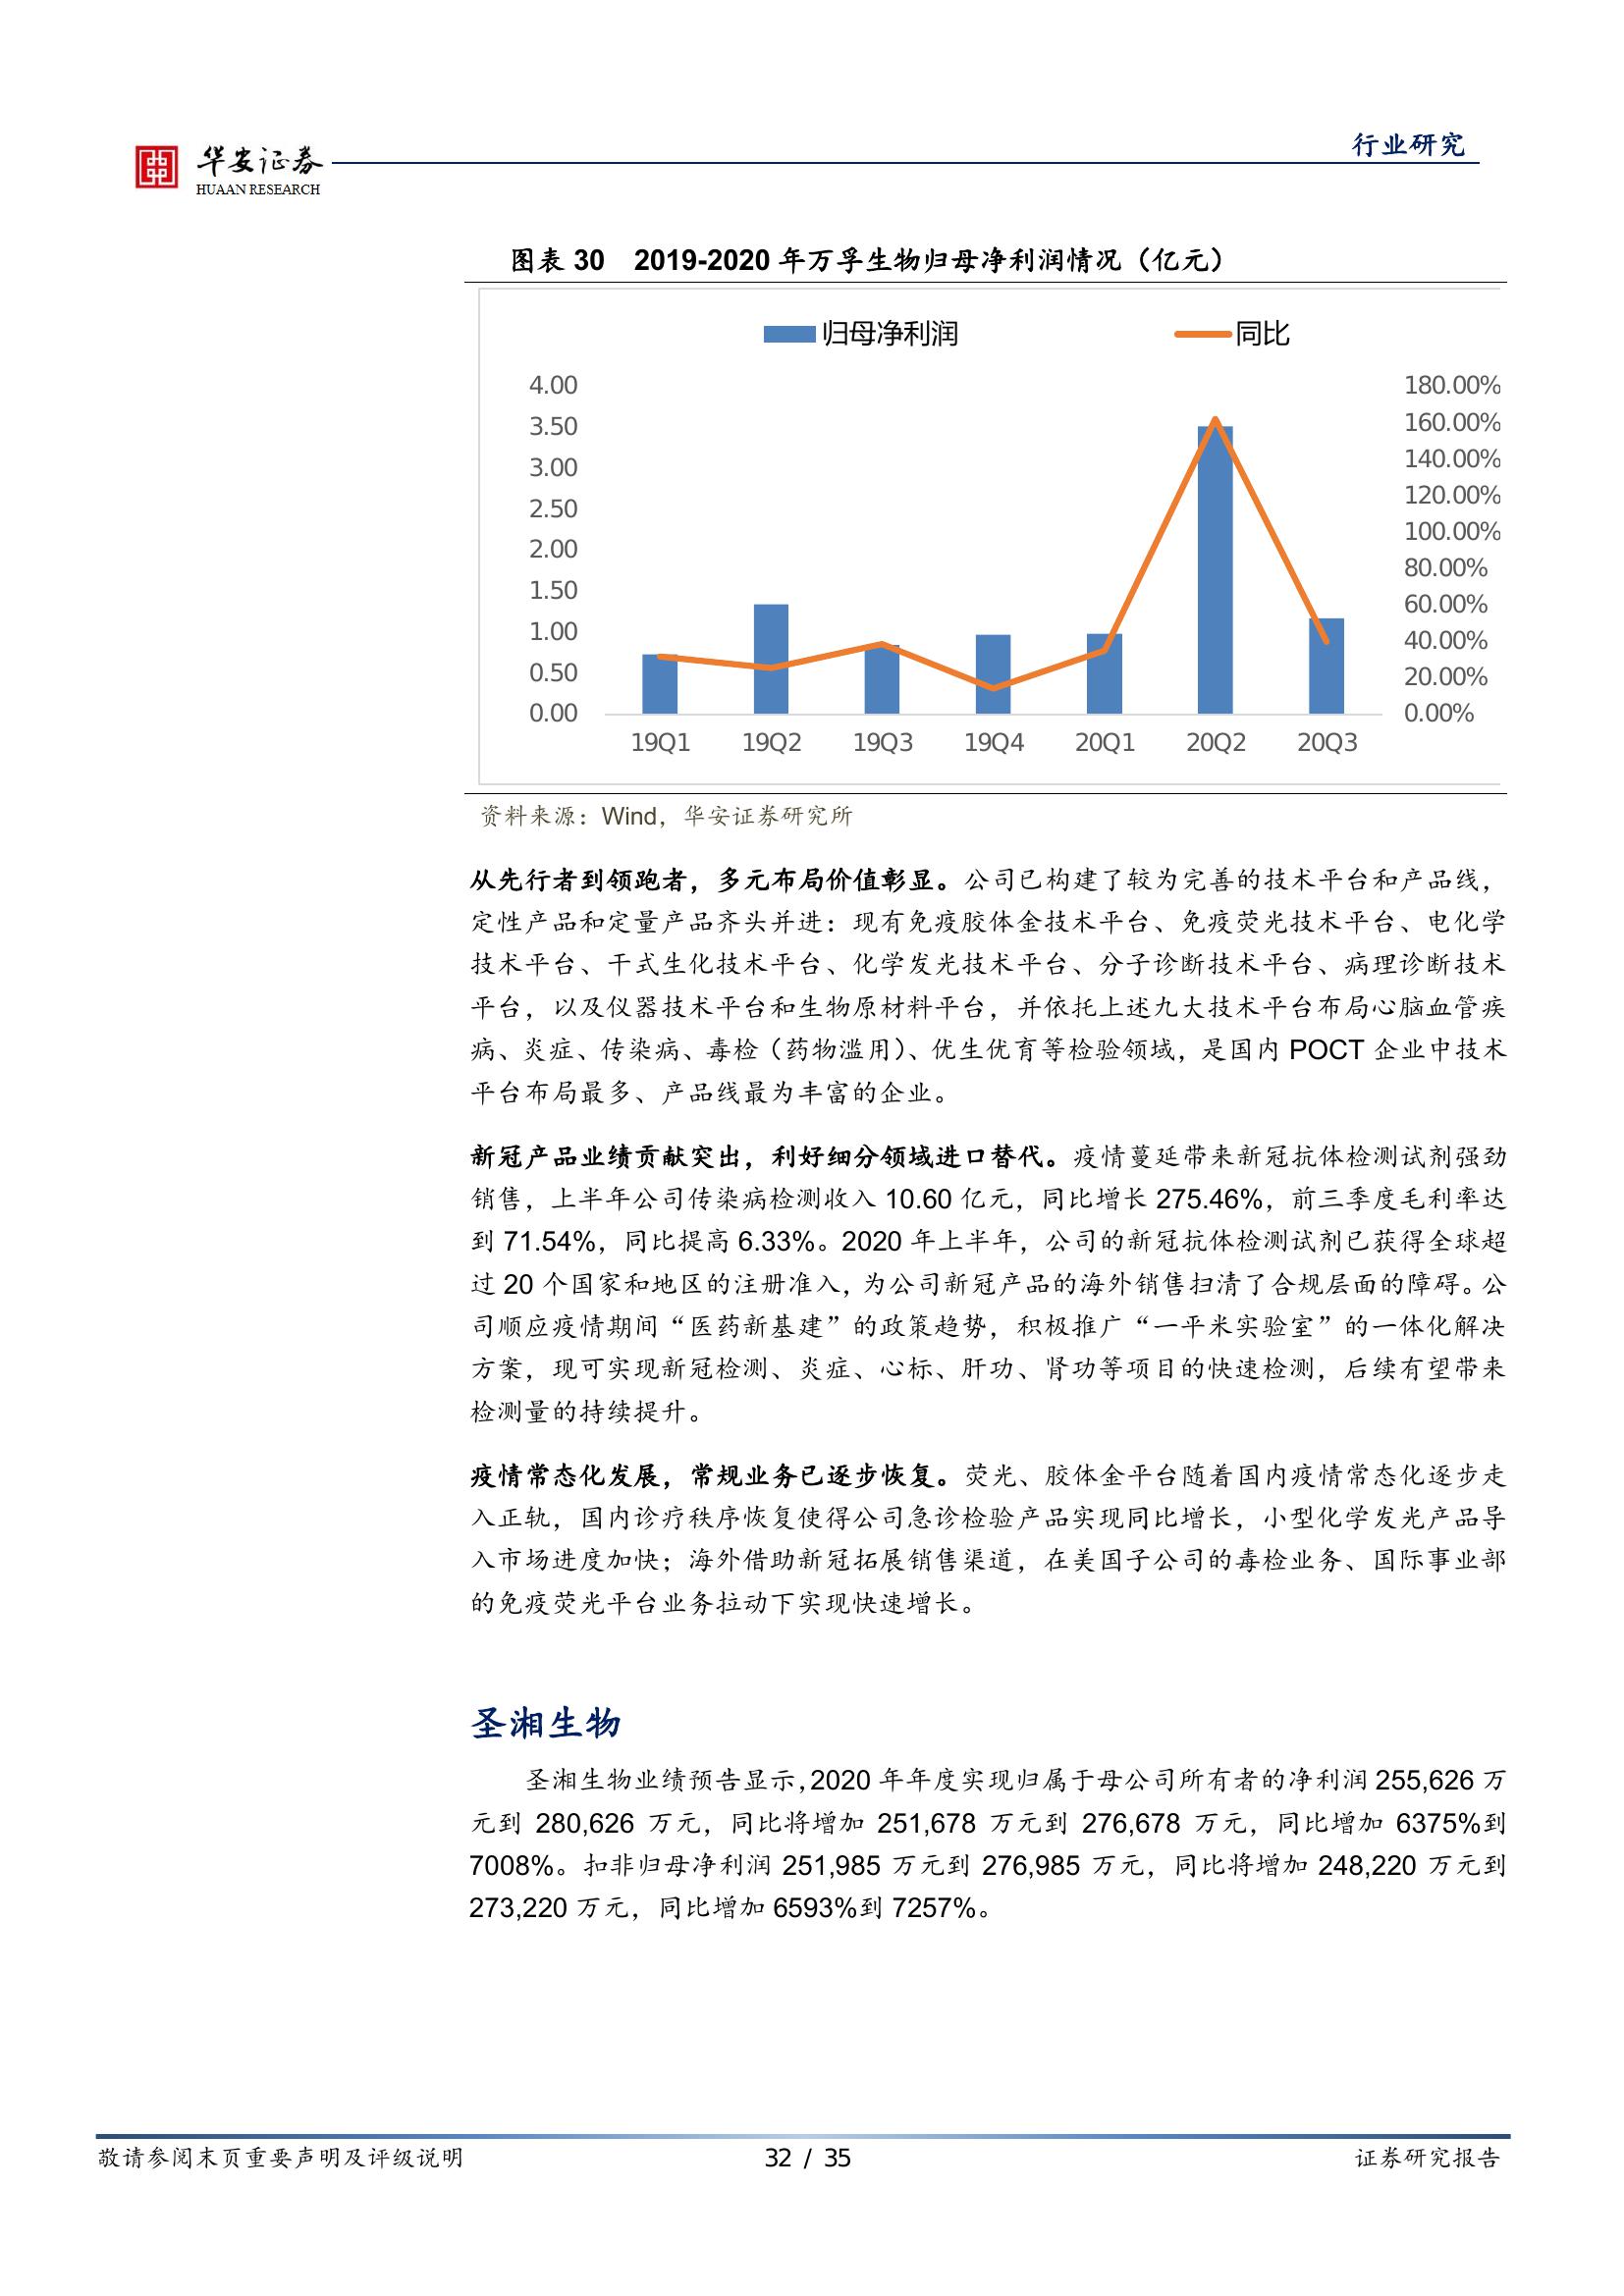 华安证券
HUAAN RESEARCH
行业研究
图表 30 2019-2020 年万孚生物归母净利润情况（亿元）
归母净利润 同比
4.00
3.50
3.00
2.50
2.00
1.50
1.00
0.50
0.00
180.00%
160.00%
140.00%
120.00%
100.00%
80.00%
60.00%
40.00%
20.00%
0.00%
19Q1 19Q2 19Q3 19Q4 20Q1 20Q2 20Q3
资料来源：Wind，华安证券研究所
从先行者到领跑者，多元布局价值彰显。公司已构建了较为完善的技术平台和产品线，
定性产品和定量产品齐头并进：现有免疫胶体金技术平台、免疫荧光技术平台、电化学
技术平台、干式生化技术平台、化学发光技术平台、分子诊断技术平台、病理诊断技术
平台，以及仪器技术平台和生物原材料平台，并依托上述九大技术平台布局心脑血管疾
病、炎症、传染病、毒检（药物滥用）、优生优育等检验领域，是国内 POCT 企业中技术
平台布局最多、产品线最为丰富的企业。
新冠产品业绩贡献突出，利好细分领域进口替代。疫情蔓延带来新冠抗体检测试剂强劲
销售，上半年公司传染病检测收入 10.60 亿元，同比增长 275.46%，前三季度毛利率达
到 71.54%，同比提高 6.33%。2020 年上半年，公司的新冠抗体检测试剂已获得全球超
过 20 个国家和地区的注册准入，为公司新冠产品的海外销售扫清了合规层面的障碍。公
司顺应疫情期间“医药新基建”的政策趋势，积极推广“一平米实验室”的一体化解决
方案，现可实现新冠检测、炎症、心标、肝功、肾功等项目的快速检测，后续有望带来
检测量的持续提升。
疫情常态化发展，常规业务已逐步恢复。荧光、胶体金平台随着国内疫情常态化逐步走
入正轨，国内诊疗秩序恢复使得公司急诊检验产品实现同比增长，小型化学发光产品导
入市场进度加快；海外借助新冠拓展销售渠道，在美国子公司的毒检业务、国际事业部
的免疫荧光平台业务拉动下实现快速增长。
圣湘生物
圣湘生物业绩预告显示，2020 年年度实现归属于母公司所有者的净利润 255,626 万
元到 280,626 万元，同比将增加 251,678 万元到 276,678 万元，同比增加 6375%到
7008%。扣非归母净利润 251,985 万元到 276,985 万元，同比将增加 248,220 万元到
273,220 万元，同比增加 6593%到 7257%。
敬请参阅末页重要声明及评级说明 32 / 35 证券研究报告